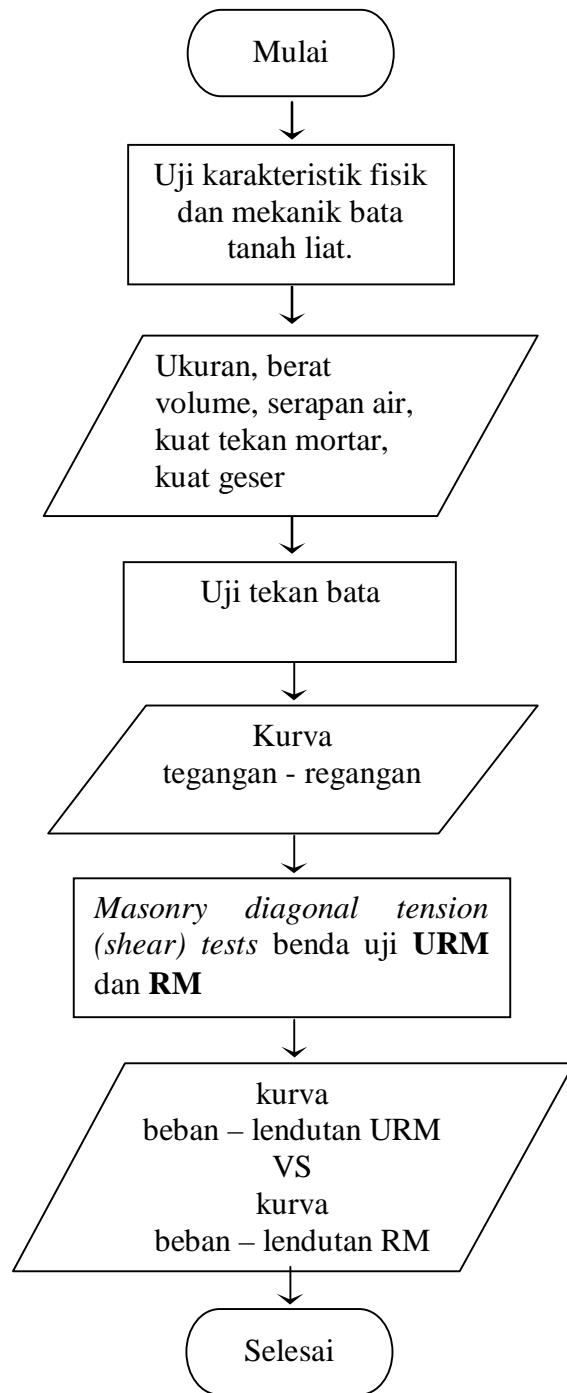 Mulai
Uji karakteristik fisik
dan mekanik bata
tanah liat.
Ukuran, berat
volume, serapan air,
kuat tekan mortar,
kuat geser
Uji tekan bata
Kurva
tegangan - regangan
Masonry diagonal tension
(shear) tests benda uji URM
dan RM
kurva
beban – lendutan URM
VS
kurva
beban – lendutan RM
Selesai